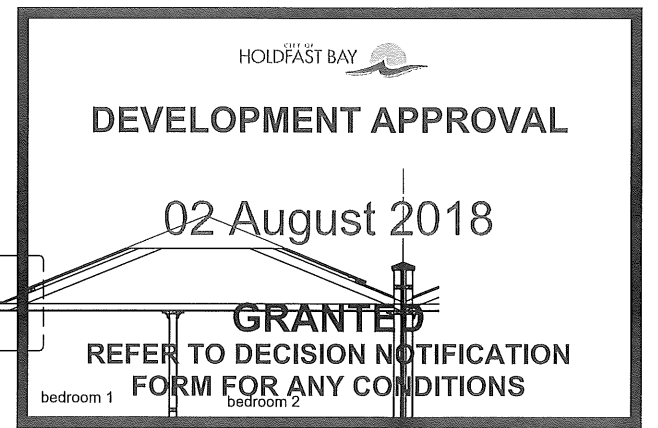 CITY OF
HOLDFAST BAY
DEVELOPMENT APPROVAL
02 August 2018
GRANTED
REFER TO DECISION NOTIFICATION
FORM FOR ANY CONDITIONS
bedroom 1
bedroom 2